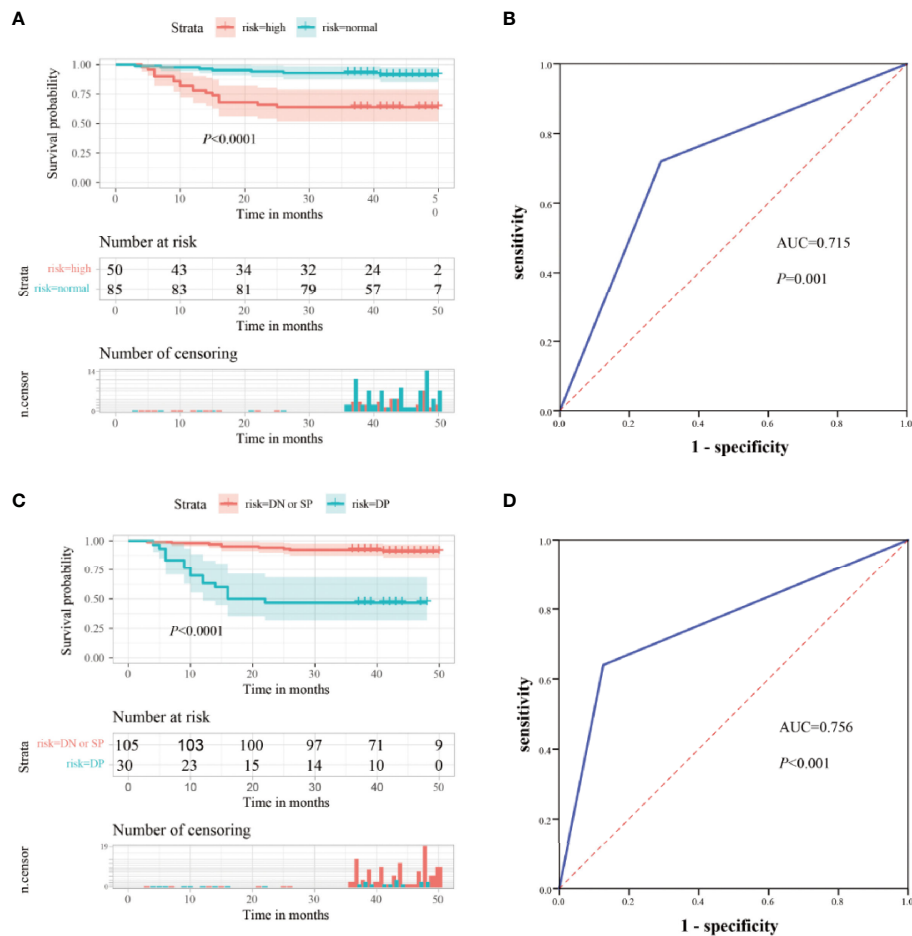 A
Strata risk=high risk=normal
1.00
0.75
0.50
0.25
0.00
Survival probability
P<0.0001
0 10 20 30 40 5
0
Time in months
Number at risk
Strata
risk=high 50 43 34 32 24 2
risk=normal 85 83 81 79 57 7
0 10 20 30 40 50
Time in months
Number of censoring
n.censor
14
0
0 10 20 30 40 50
Time in months
B
1.0
0.8
0.6
0.4
0.2
0.0
sensitivity
AUC=0.715
P=0.001
0.0 0.2 0.4 0.6 0.8 1.0
1 - specificity
C
Strata risk=DN or SP risk=DP
1.00
0.75
0.50
0.25
0.00
Survival probability
P<0.0001
0 10 20 30 40 50
Time in months
Number at risk
Strata
risk=DN or SP 105 103 100 97 71 9
risk=DP 30 23 15 14 10 0
0 10 20 30 40 50
Time in months
Number of censoring
n.censor
19
0
0 10 20 30 40 50
Time in months
D
1.0
0.8
0.6
0.4
0.2
0.0
sensitivity
AUC=0.756
P<0.001
0.0 0.2 0.4 0.6 0.8 1.0
1 - specificity